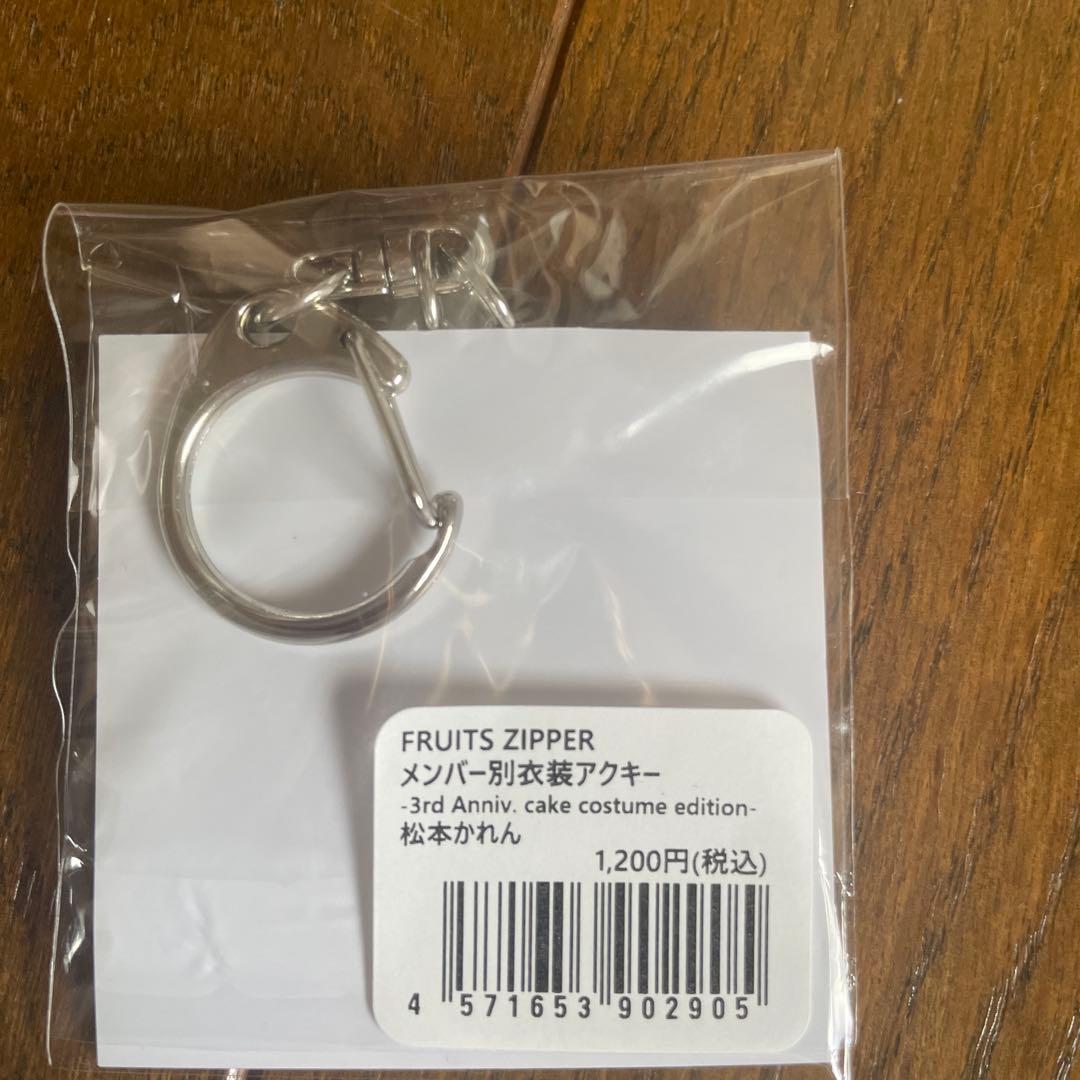 FRUITS ZIPPER
メンバー別衣装アクキー
-3rd Anniv. cake costume edition-
松本かれん
1,200円(税込)
4 571653 902905